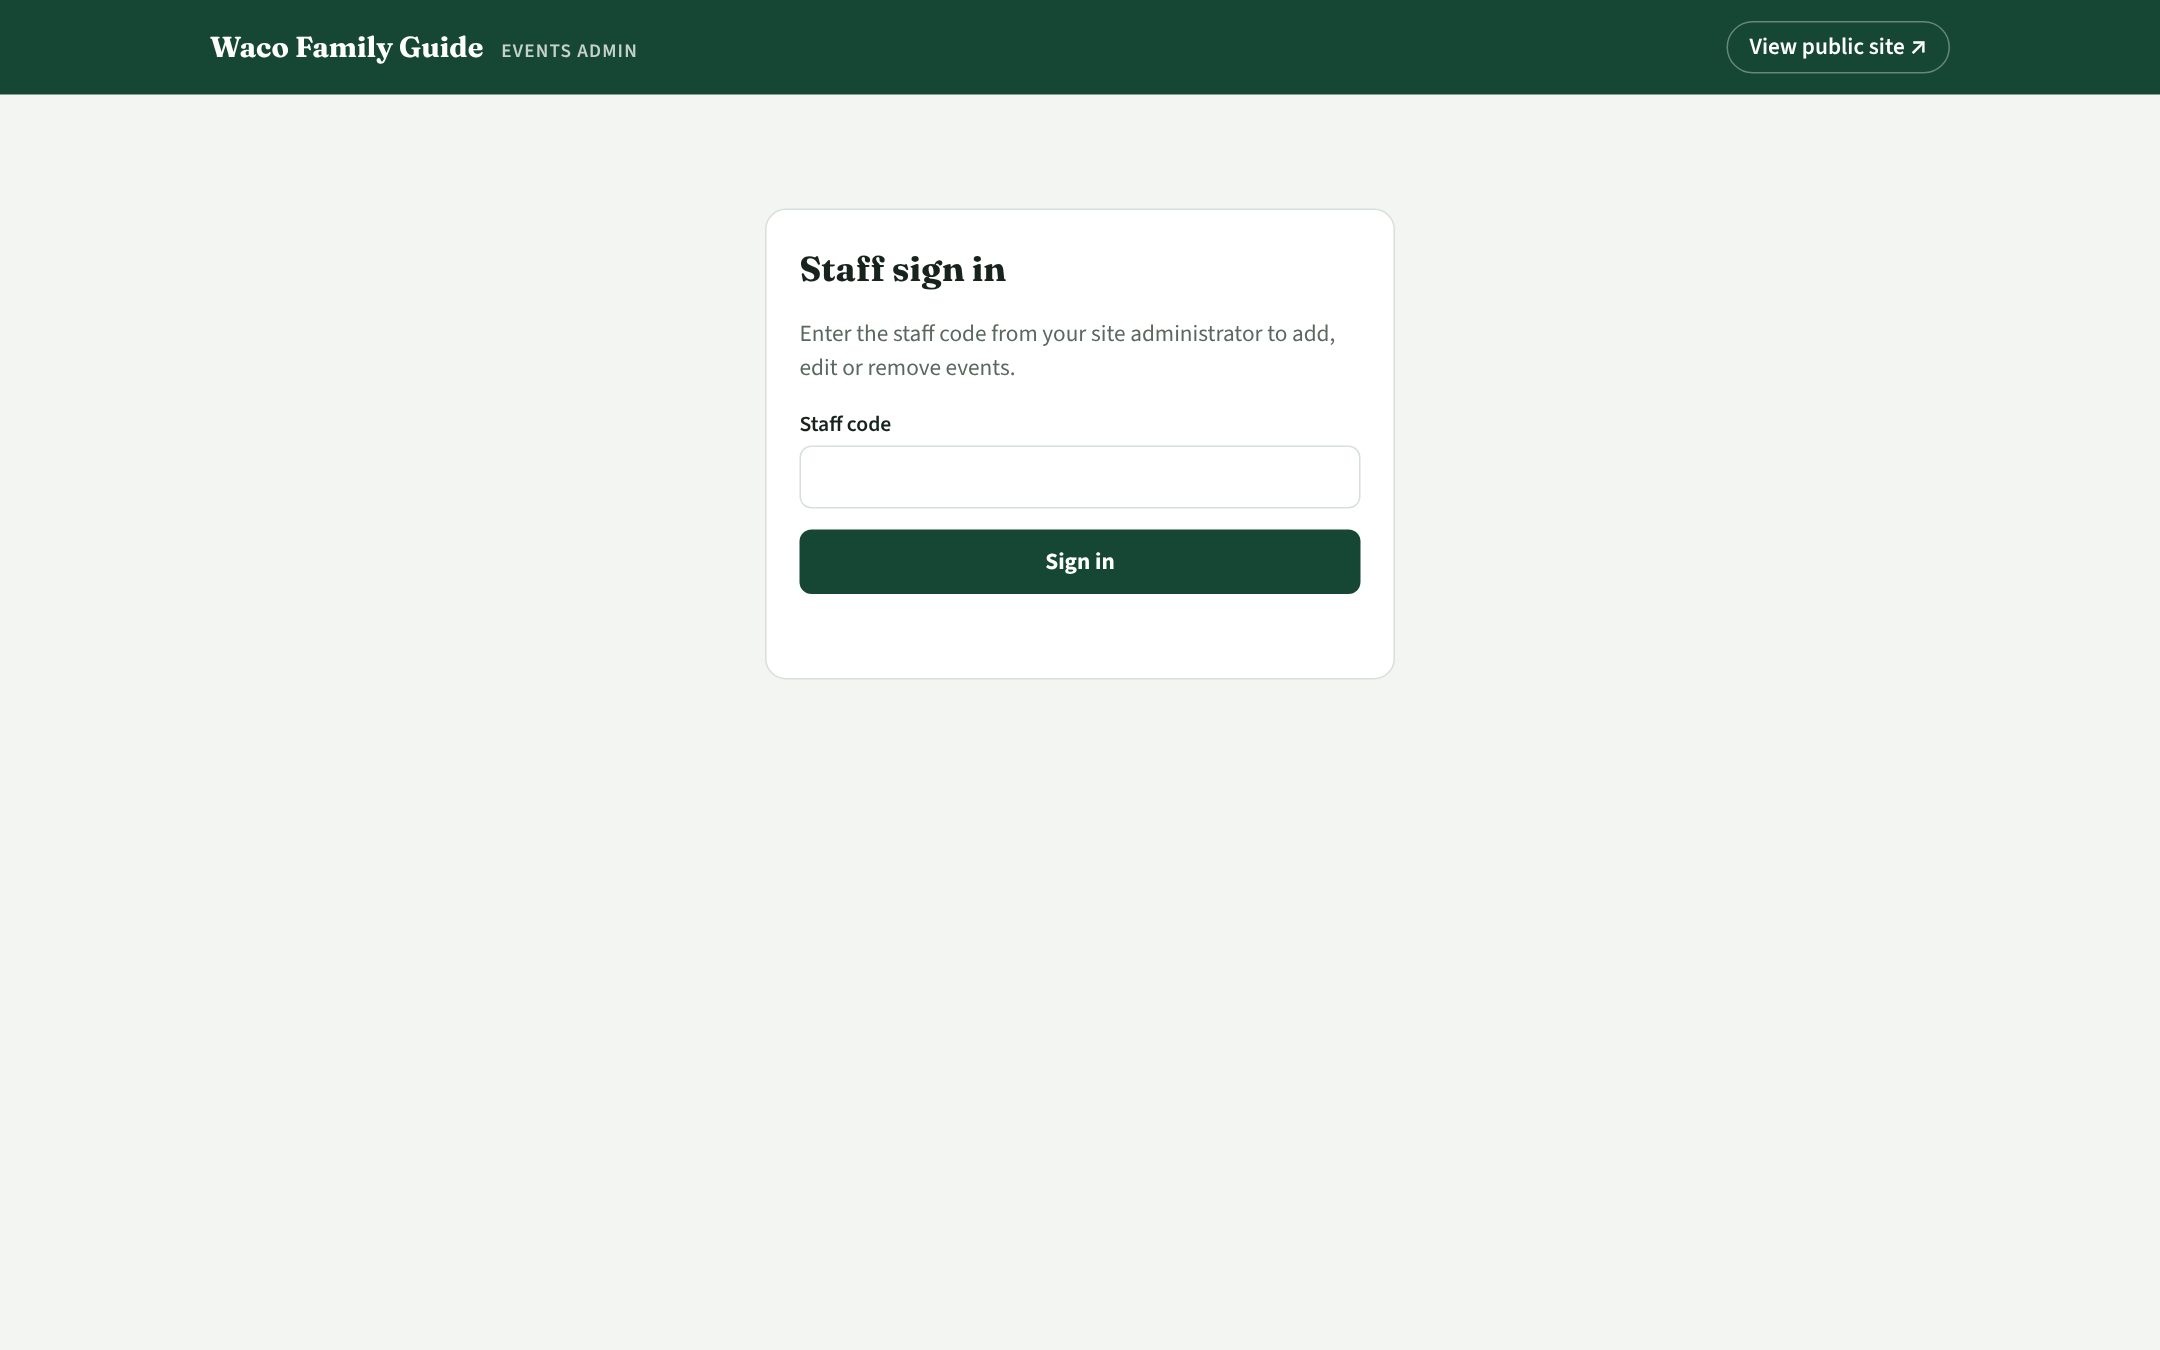 Waco Family Guide EVENTS ADMIN
View public site ↗
Staff sign in
Enter the staff code from your site administrator to add,
edit or remove events.
Staff code
Sign in